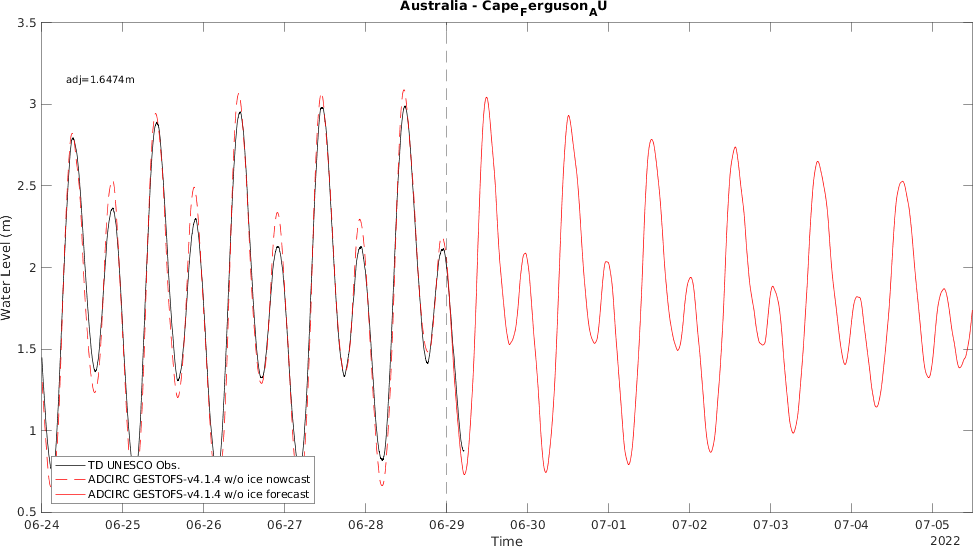 Australia - Cape_Ferguson_AU
3.5
adj=1.6474m
3
2.5
2
1.5
1
0.5
Water Level (m)
TD UNESCO Obs.
ADCIRC GESTOFS-v4.1.4 w/o ice nowcast
ADCIRC GESTOFS-v4.1.4 w/o ice forecast
06-24 06-25 06-26 06-27 06-28 06-29 06-30 07-01 07-02 07-03 07-04 07-05
Time
2022